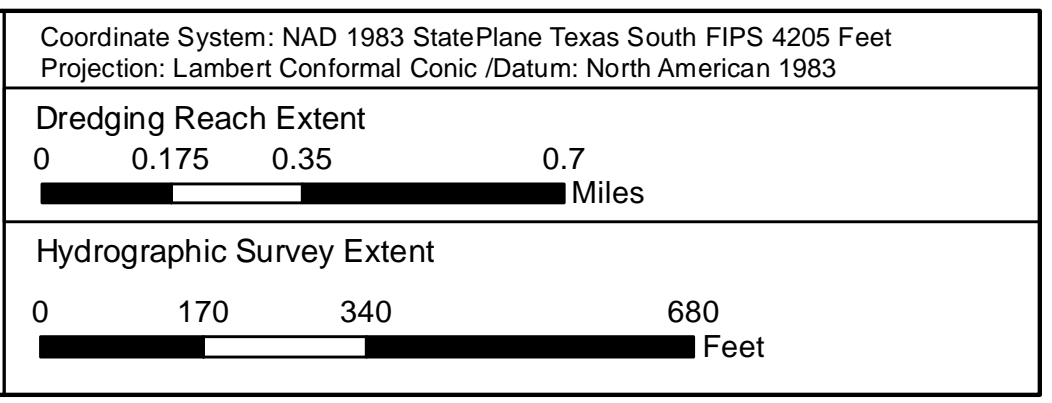 Coordinate System: NAD 1983 StatePlane Texas South FIPS 4205 Feet
Projection: Lambert Conformal Conic /Datum: North American 1983
Dredging Reach Extent
0 0.175 0.35 0.7
Miles
Hydrographic Survey Extent
0 170 340 680
Feet